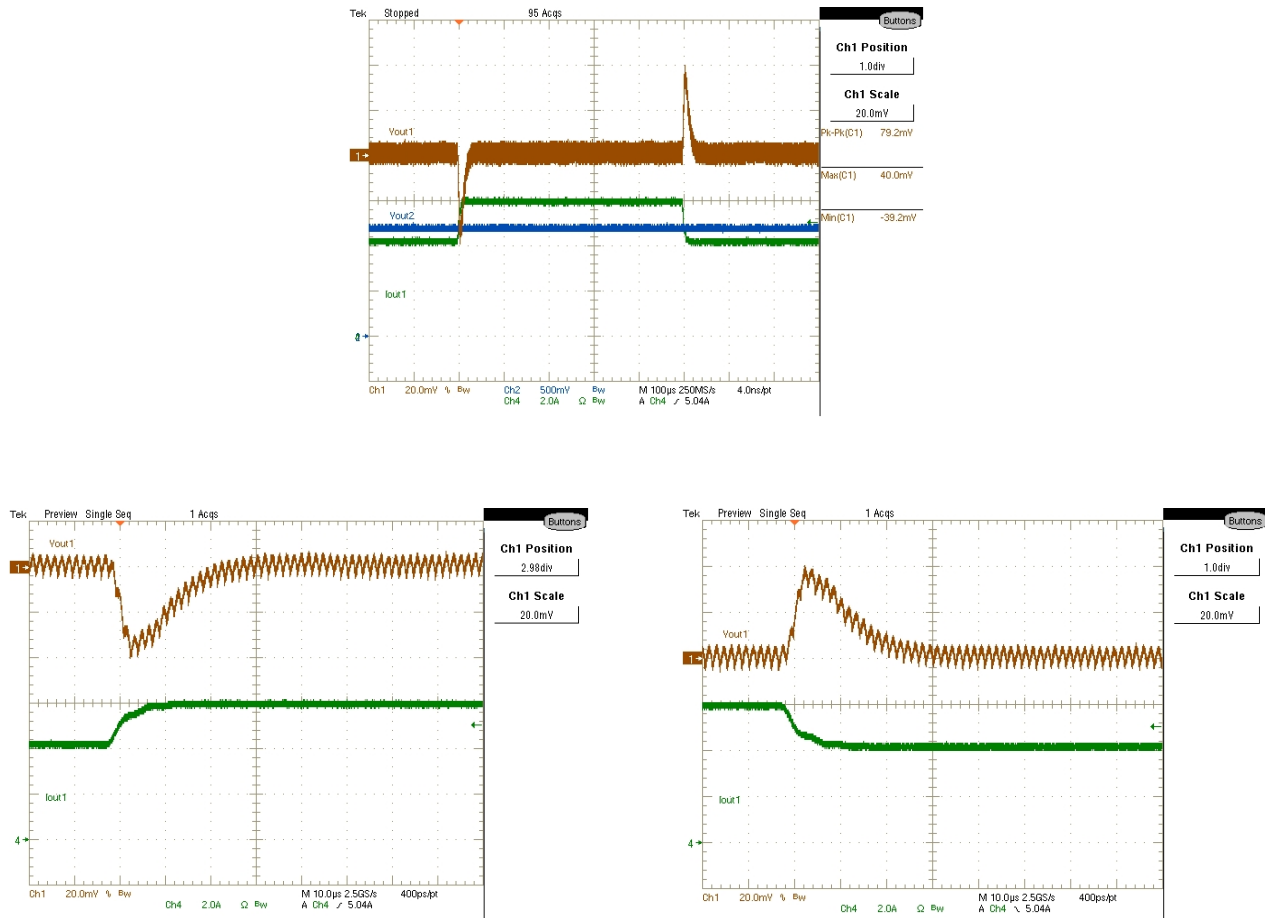 Tek Stopped 95 Acqs
Buttons
Ch1 Position
1.0div
Ch1 Scale
20.0mV
Vout1
1
Pk-Pk(C1) 79.2mV
Max(C1) 40.0mV
Vout2
Min(C1) -39.2mV
Iout1
Ch1 20.0mV % Bw Ch2 500mV Bw M 100µs 250MS/s 4.0ns/pt
Ch4 2.0A Ω Bw A Ch4 5.04A
Tek Preview Single Seq 1 Acqs
Buttons
Vout1
1
Ch1 Position
2.98div
Ch1 Scale
20.0mV
Iout1
4
Ch1 20.0mV % Bw M 10.0µs 2.5GS/s 400ps/pt
Ch4 2.0A Ω Bw A Ch4 5.04A
Tek Preview Single Seq 1 Acqs
Buttons
Ch1 Position
1.0div
Ch1 Scale
20.0mV
Vout1
1
Iout1
4
Ch1 20.0mV % Bw M 10.0µs 2.5GS/s 400ps/pt
Ch4 2.0A Ω Bw A Ch4 5.04A